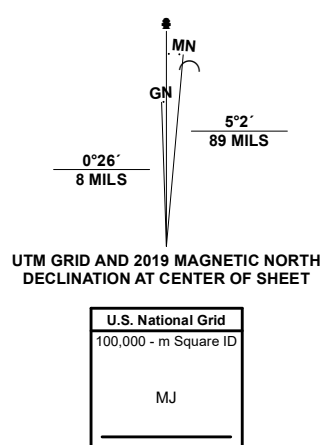 MN
GN
5°2´
89 MILS
0°26´
8 MILS
UTM GRID AND 2019 MAGNETIC NORTH
DECLINATION AT CENTER OF SHEET
U.S. National Grid
100,000 - m Square ID
MJ